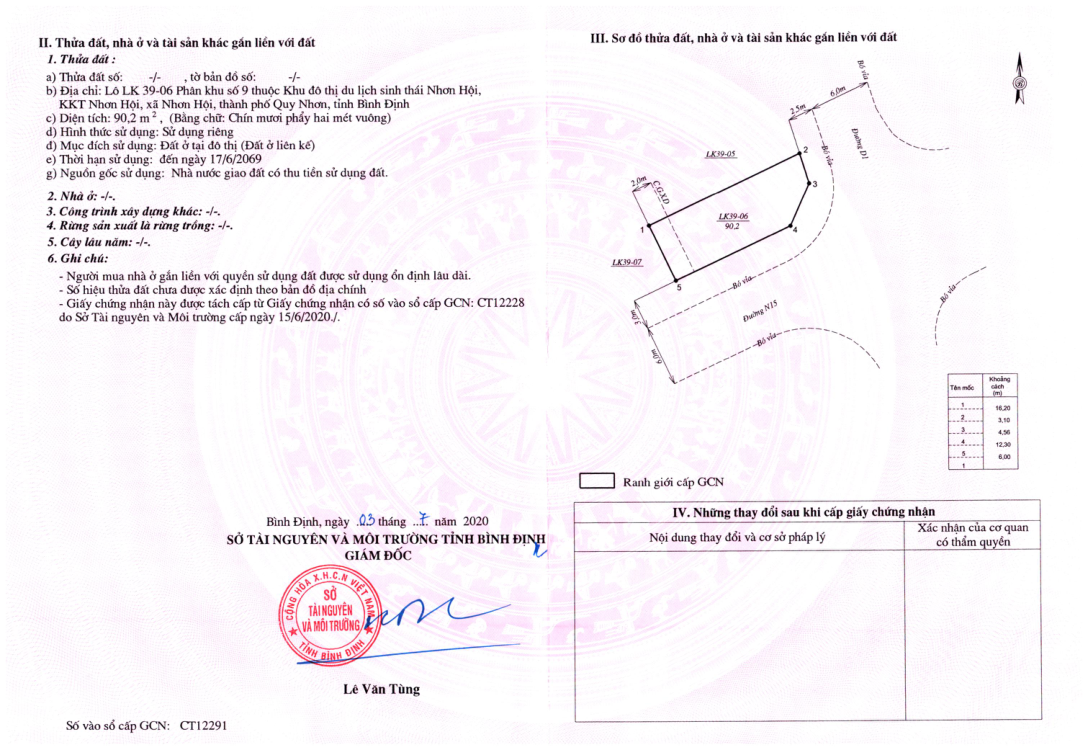 II. Thửa đất, nhà ở và tài sản khác gắn liền với đất
1. Thửa đất :
a) Thửa đất số: -/- , tờ bản đồ số: -/-
b) Địa chỉ: Lô LK 39-06 Phân khu số 9 thuộc Khu đô thị du lịch sinh thái Nhơn Hội,
KKT Nhơn Hội, xã Nhơn Hội, thành phố Quy Nhơn, tỉnh Bình Định
c) Diện tích: 90,2 m², (Bằng chữ: Chín mươi phẩy hai mét vuông)
d) Hình thức sử dụng: Sử dụng riêng
đ) Mục đích sử dụng: Đất ở tại đô thị (Đất ở liên kế)
e) Thời hạn sử dụng: đến ngày 17/6/2069
g) Nguồn gốc sử dụng: Nhà nước giao đất có thu tiền sử dụng đất.
2. Nhà ở: -/-.
3. Công trình xây dựng khác: -/-.
4. Rừng sản xuất là rừng trồng: -/-.
5. Cây lâu năm: -/-.
6. Ghi chú:
- Người mua nhà ở gắn liền với quyền sử dụng đất được sử dụng ổn định lâu dài.
- Số hiệu thửa đất chưa được xác định theo bản đồ địa chính
- Giấy chứng nhận này được tách cấp từ Giấy chứng nhận có số vào sổ cấp GCN: CT12228
do Sở Tài nguyên và Môi trường cấp ngày 15/6/2020./.
Bình Định, ngày 03 tháng 7 năm 2020
SỞ TÀI NGUYÊN VÀ MÔI TRƯỜNG TỈNH BÌNH ĐỊNH
GIÁM ĐỐC
CỘNG HÒA X.H.C.N VIỆT NAM
SỞ
TÀI NGUYÊN
VÀ MÔI TRƯỜNG
TỈNH BÌNH ĐỊNH
Lê Văn Tùng
Số vào sổ cấp GCN: CT12291
III. Sơ đồ thửa đất, nhà ở và tài sản khác gắn liền với đất
Bó vỉa
6.0m
2.5m
Đường D1
Bó vỉa
LK39-05
2
3
2.0m
C.G.XD
LK39-06
90,2
1
4
LK39-07
5
Bó vỉa
3.0m
Đường N15
Bó vỉa
6.0m
Bó vỉa
Tên mốc
Khoảng
cách
(m)
1
16,20
2
3,10
3
4,56
4
12,30
5
6,00
1
Ranh giới cấp GCN
IV. Những thay đổi sau khi cấp giấy chứng nhận
Nội dung thay đổi và cơ sở pháp lý
Xác nhận của cơ quan
có thẩm quyền